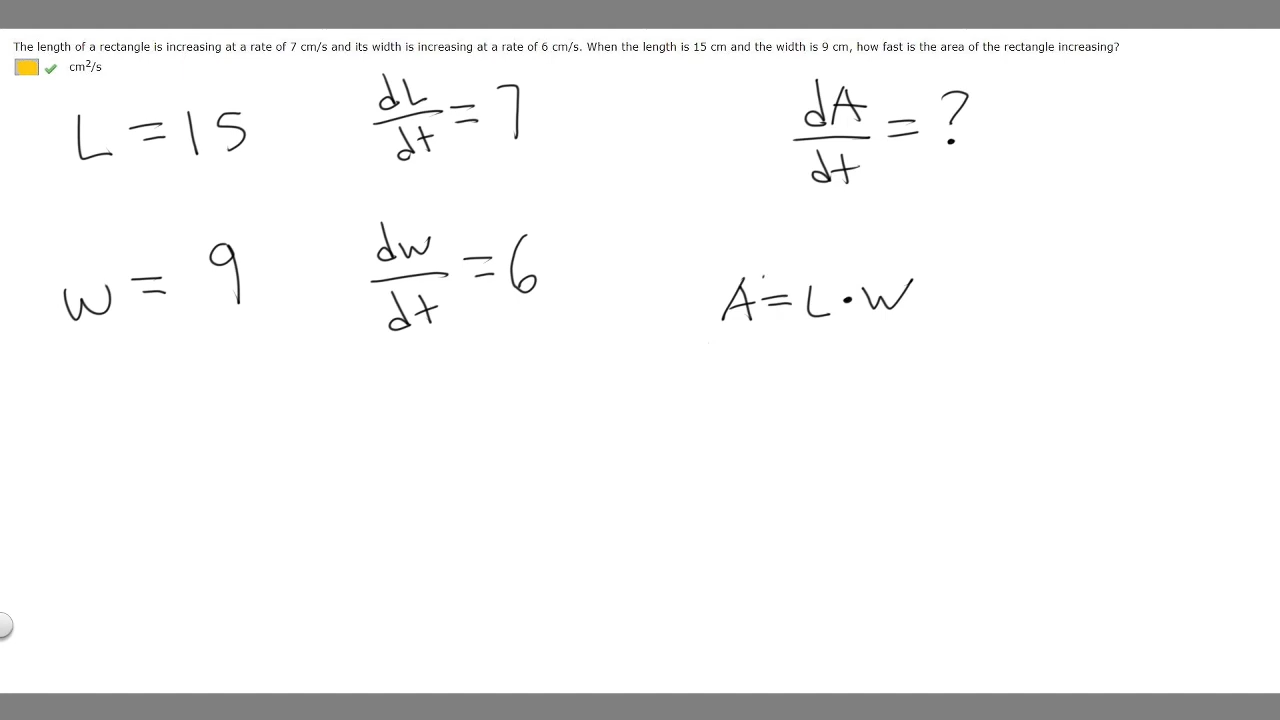 The length of a rectangle is increasing at a rate of 7 cm/s and its width is increasing at a rate of 6 cm/s. When the length is 15 cm and the width is 9 cm, how fast is the area of the rectangle increasing?
cm²/s
L = 15
dL/dt = 7
dA/dt = ?
w = 9
dw/dt = 6
A = L · W